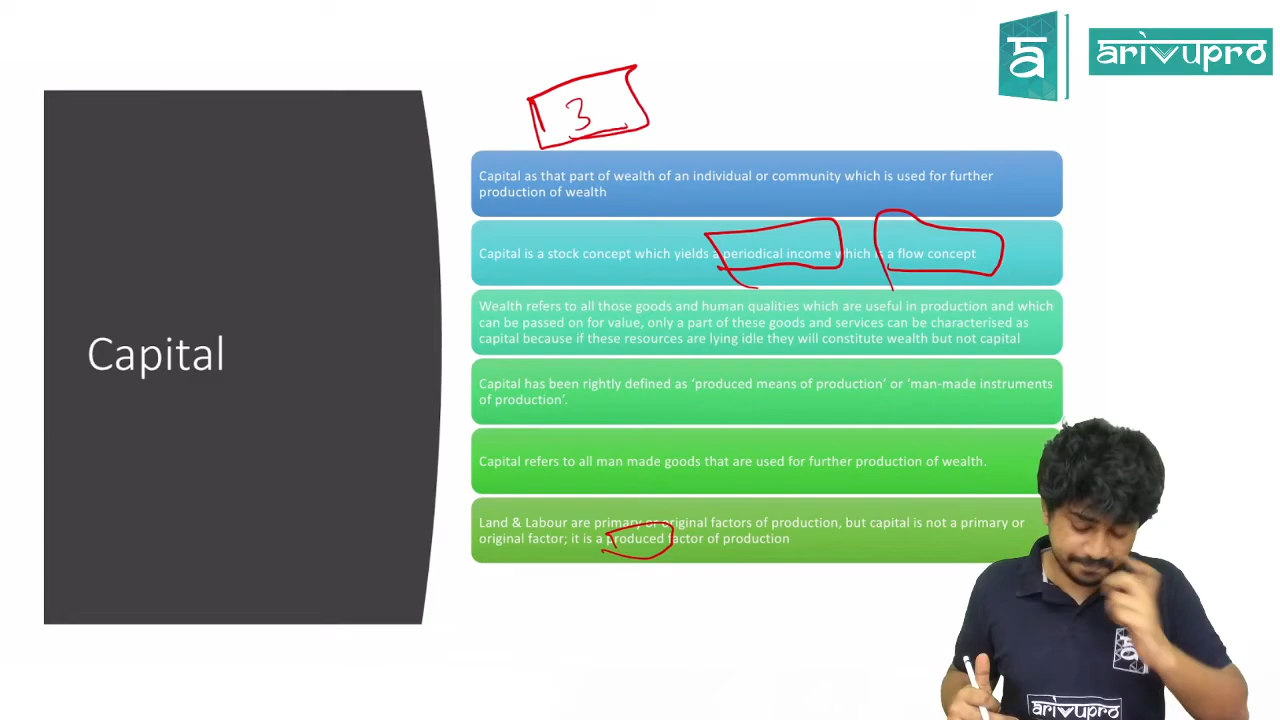 ā arivupro
3
Capital
Capital as that part of wealth of an individual or community which is used for further
production of wealth
Capital is a stock concept which yields a periodical income which is a flow concept
Wealth refers to all those goods and human qualities which are useful in production and which
can be passed on for value, only a part of these goods and services can be characterised as
capital because if these resources are lying idle they will constitute wealth but not capital
Capital has been rightly defined as ‘produced means of production’ or ‘man-made instruments
of production’.
Capital refers to all man made goods that are used for further production of wealth.
Land & Labour are primary or original factors of production, but capital is not a primary or
original factor; it is a produced factor of production
arivupro